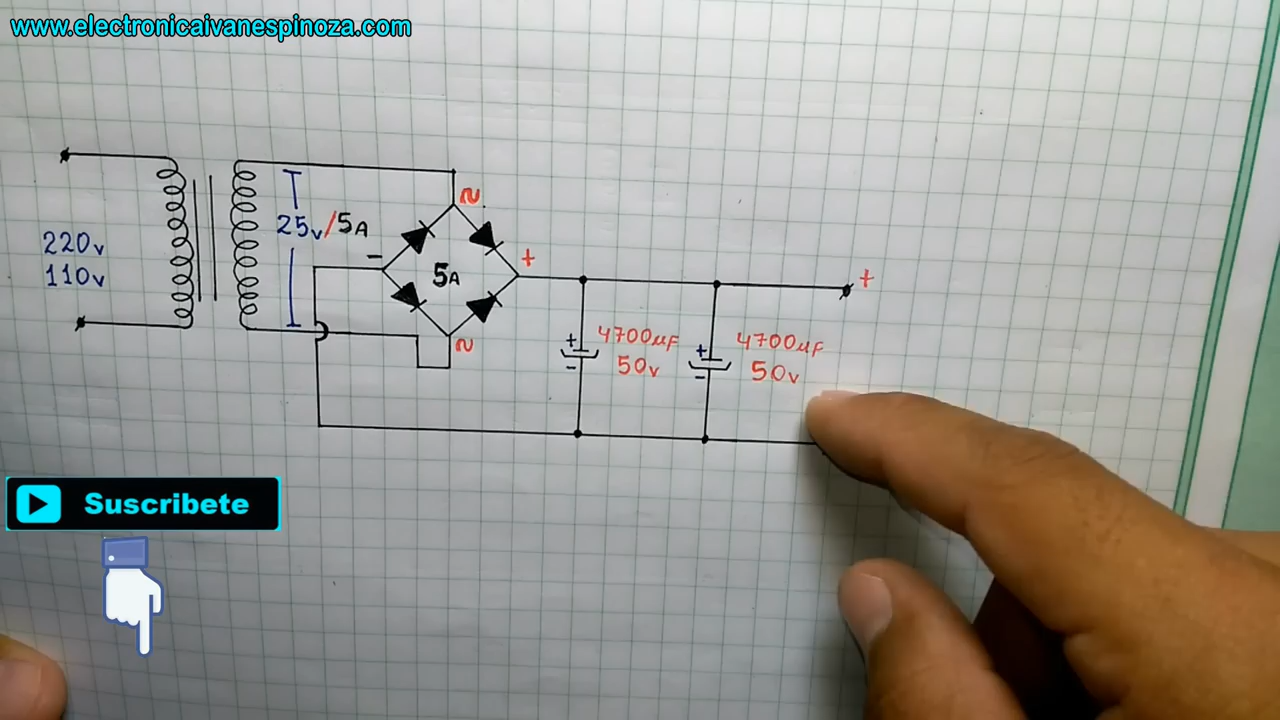 www.electronicaivanespinoza.com
220v
110v
25v/5A
~
-
5A
+
~
+
4700µF
50v
-
+
4700µF
50v
-
+
Suscribete